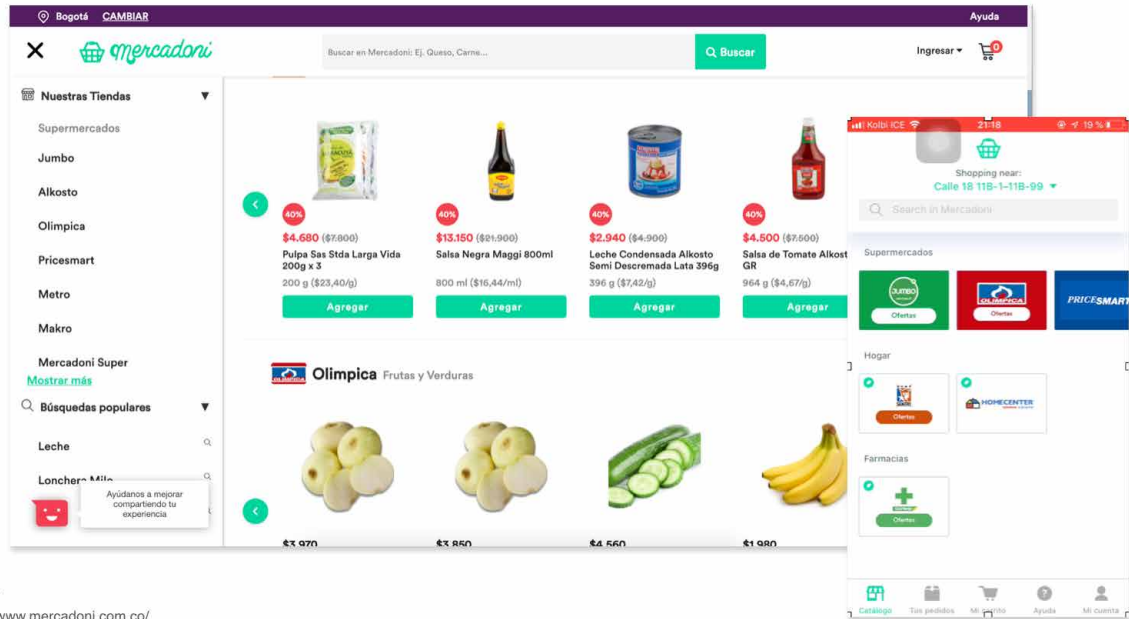 Bogotá CAMBIAR Ayuda
mercadoni
Buscar en Mercadoni: Ej. Queso, Carne...
Buscar
Ingresar
0
Nuestras Tiendas
Supermercados
Jumbo
Alkosto
Olimpica
Pricesmart
Metro
Makro
Mercadoni Super
Mostrar más
Búsquedas populares
Leche
Lonchera Milo
Ayúdanos a mejorar
compartiendo tu
experiencia
40%
$4.680 ($7.800)
Pulpa Sas Stda Larga Vida
200g x 3
200 g ($23,40/g)
Agregar
40%
$13.150 ($21.900)
Salsa Negra Maggi 800ml
800 ml ($16,44/ml)
Agregar
40%
$2.940 ($4.900)
Leche Condensada Alkosto
Semi Descremada Lata 396g
396 g ($7,42/g)
Agregar
40%
$4.500 ($7.500)
Salsa de Tomate Alkost
GR
964 g ($4,67/g)
Agregar
OLIMPICA
Olimpica Frutas y Verduras
$3.970
$3.850
$4.560
$1.980
Kolbi ICE 21:18 19 %
Shopping near:
Calle 18 11B-1–11B-99
Search in Mercadoni
Supermercados
JUMBO
Ofertas
OLIMPICA
Ofertas
PRICESMART
Hogar
Ofertas
HOMECENTER
Farmacias
Ofertas
Catálogo
Tus pedidos
Mi carrito
Ayuda
Mi cuenta
www.mercadoni.com.co/